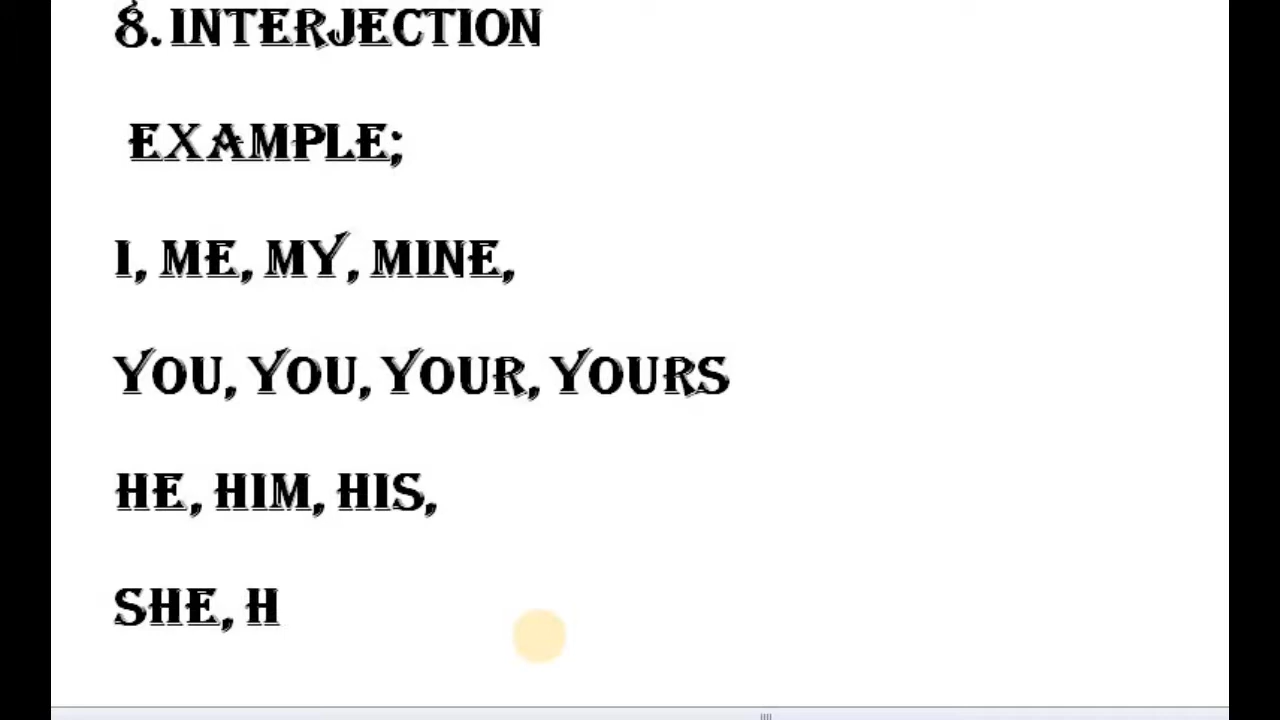 8. INTERJECTION
EXAMPLE;
I, ME, MY, MINE,
YOU, YOU, YOUR, YOURS
HE, HIM, HIS,
SHE, H